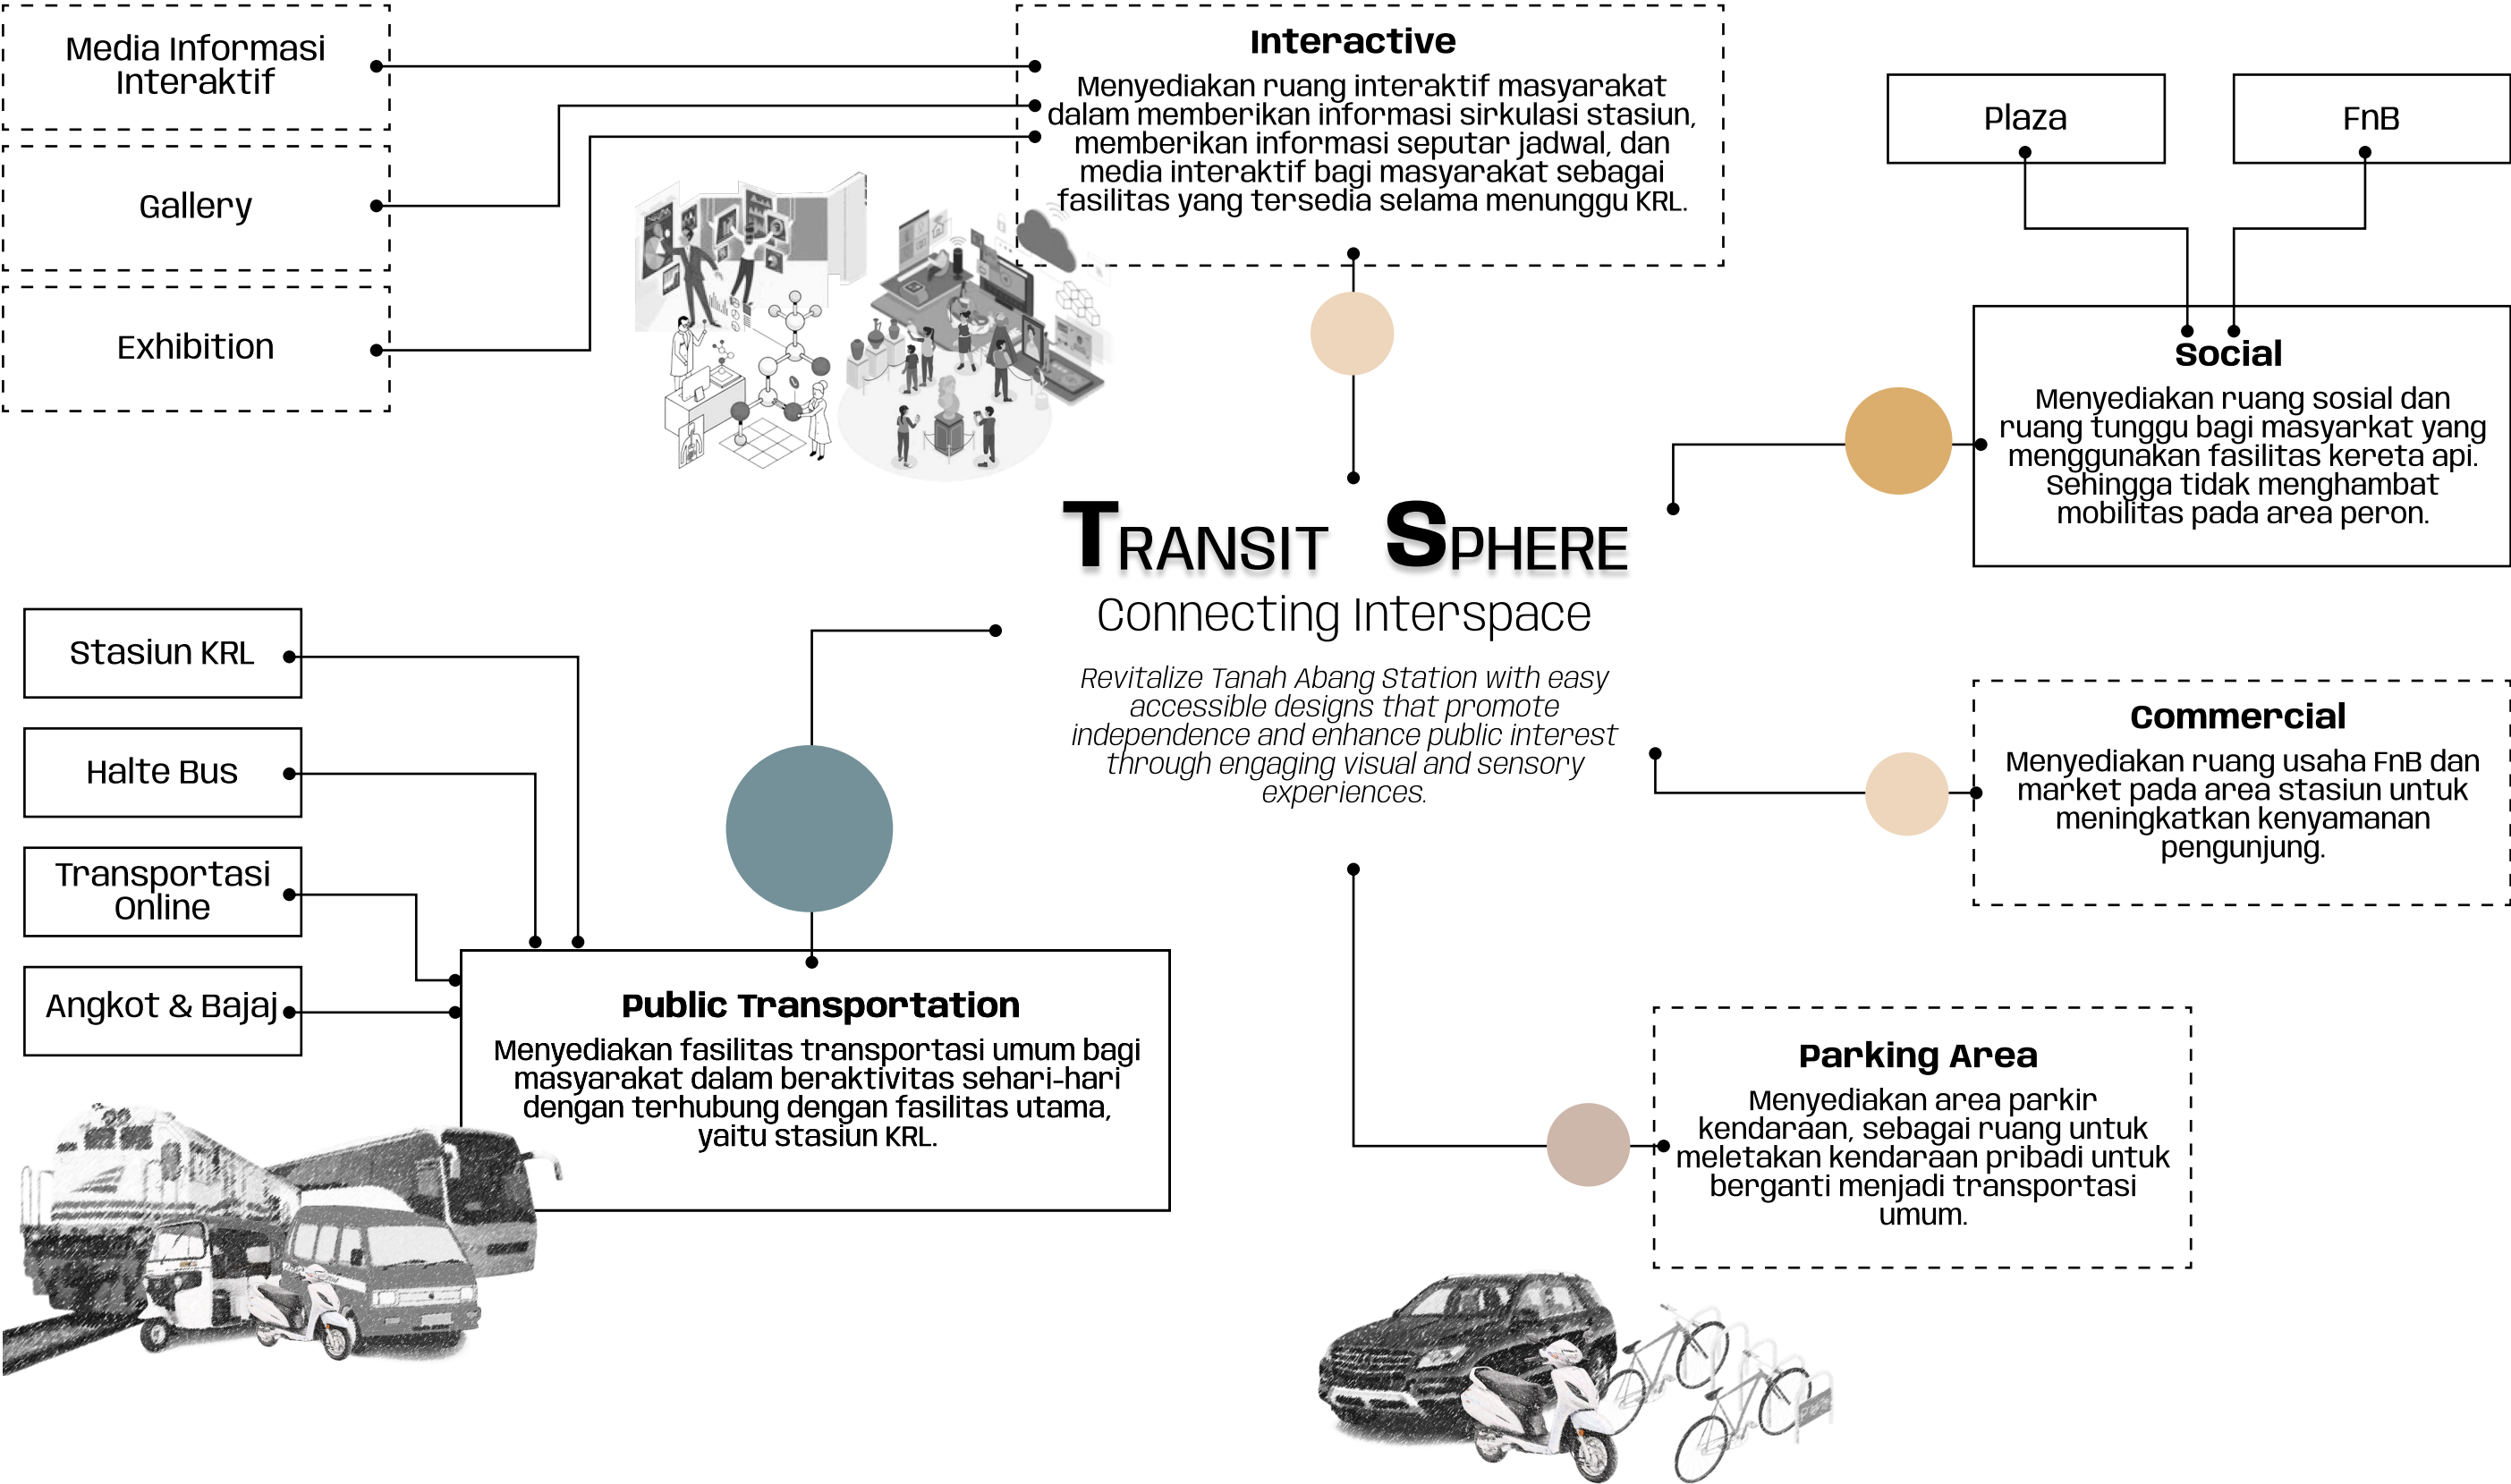 Media Informasi
Interaktif
Gallery
Exhibition
Interactive
Menyediakan ruang interaktif masyarakat
dalam memberikan informasi sirkulasi stasiun,
memberikan informasi seputar jadwal, dan
media interaktif bagi masyarakat sebagai
fasilitas yang tersedia selama menunggu KRL.
Plaza
FnB
Social
Menyediakan ruang sosial dan
ruang tunggu bagi masyarkat yang
menggunakan fasilitas kereta api.
Sehingga tidak menghambat
mobilitas pada area peron.
TRANSIT SPHERE
Connecting Interspace
Revitalize Tanah Abang Station with easy
accessible designs that promote
independence and enhance public interest
through engaging visual and sensory
experiences.
Stasiun KRL
Halte Bus
Transportasi
Online
Angkot & Bajaj
Public Transportation
Menyediakan fasilitas transportasi umum bagi
masyarakat dalam beraktivitas sehari-hari
dengan terhubung dengan fasilitas utama,
yaitu stasiun KRL.
Commercial
Menyediakan ruang usaha FnB dan
market pada area stasiun untuk
meningkatkan kenyamanan
pengunjung.
Parking Area
Menyediakan area parkir
kendaraan, sebagai ruang untuk
meletakan kendaraan pribadi untuk
berganti menjadi transportasi
umum.